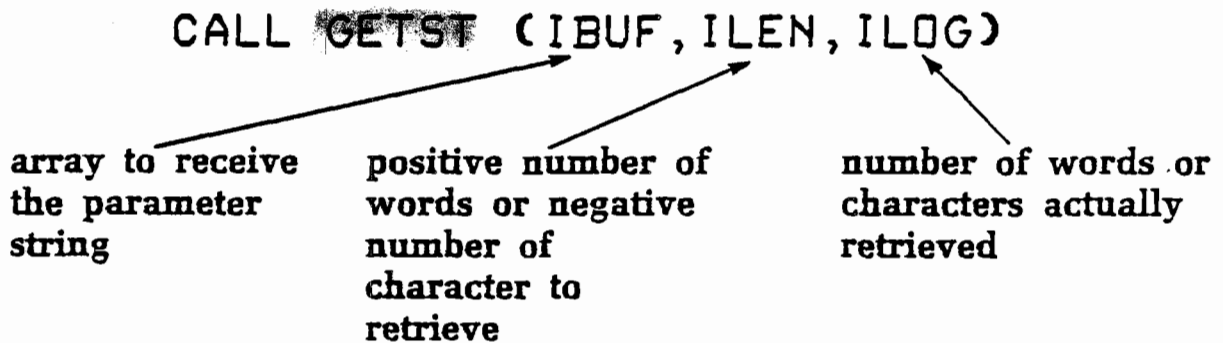 CALL GETST (IBUF,ILEN,ILOG)
array to receive
the parameter
string
positive number of
words or negative
number of
character to
retrieve
number of words or
characters actually
retrieved